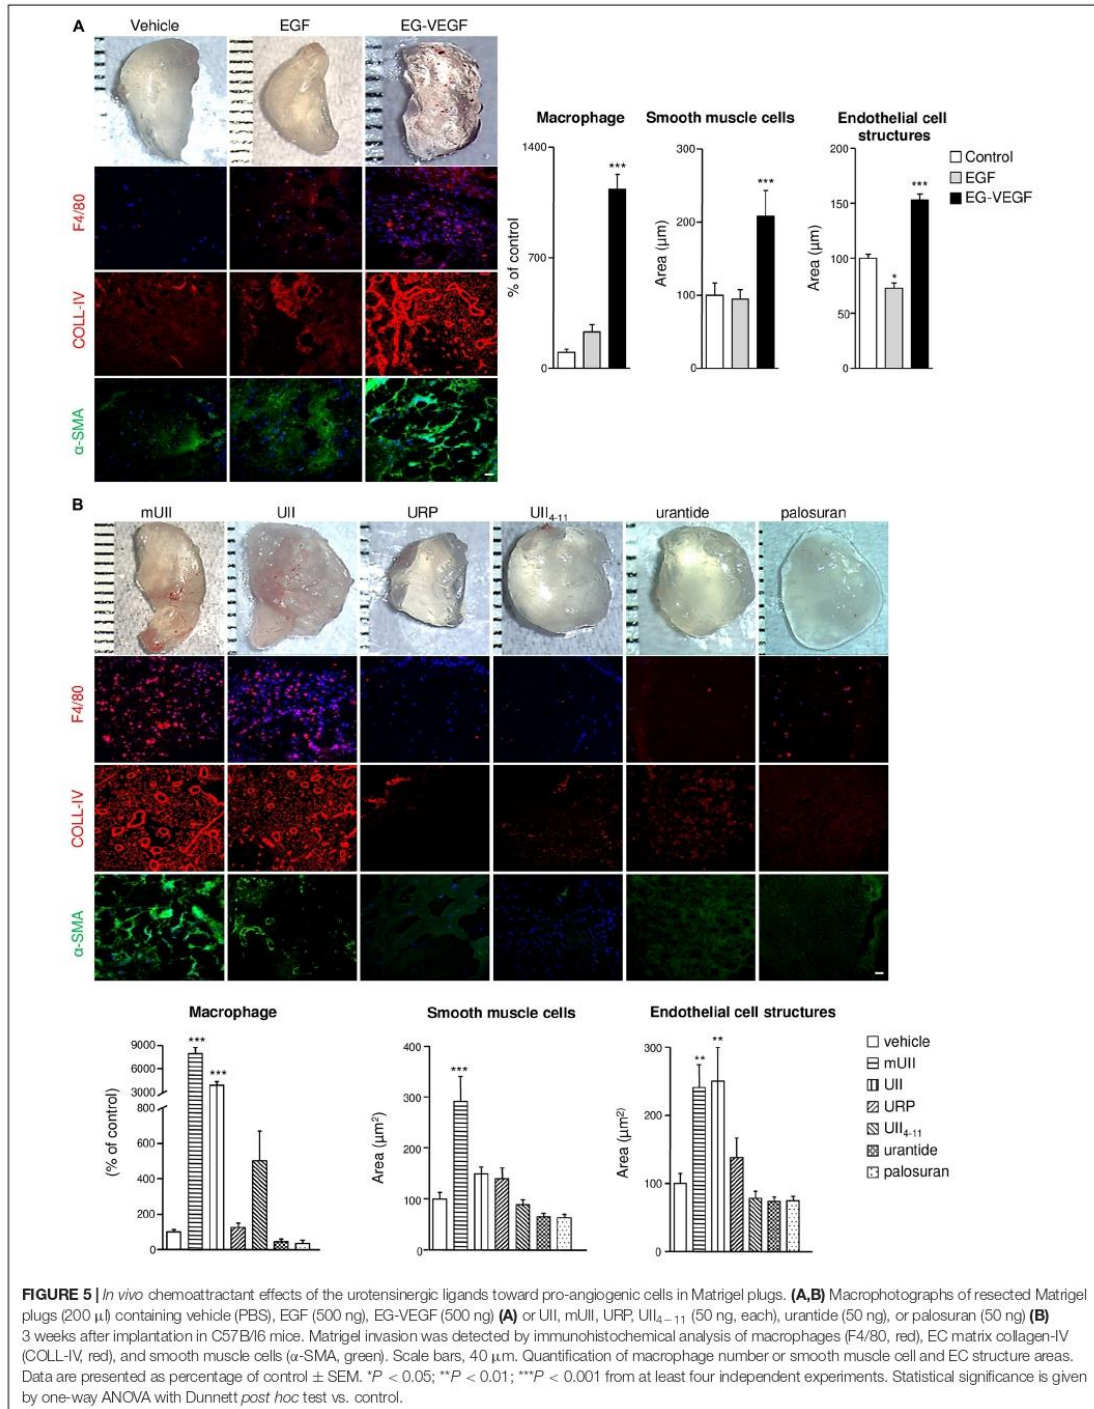 A
Vehicle EGF EG-VEGF
F4/80
COLL-IV
α-SMA
Macrophage
1400
700
0
% of control
***
Smooth muscle cells
300
200
100
0
Area (µm)
***
Endothelial cell
structures
200
150
100
50
0
Area (µm)
*
***
Control
EGF
EG-VEGF
B
mUII UII URP UII4-11 urantide palosuran
F4/80
COLL-IV
α-SMA
Macrophage
9000
6000
3000
800
600
400
200
0
(% of control)
***
***
Smooth muscle cells
400
300
200
100
0
Area (µm²)
***
Endothelial cell structures
300
200
100
0
Area (µm²)
**
**
vehicle
mUII
UII
URP
UII4-11
urantide
palosuran
FIGURE 5 | In vivo chemoattractant effects of the urotensinergic ligands toward pro-angiogenic cells in Matrigel plugs. (A,B) Macrophotographs of resected Matrigel
plugs (200 µl) containing vehicle (PBS), EGF (500 ng), EG-VEGF (500 ng) (A) or UII, mUII, URP, UII4–11 (50 ng, each), urantide (50 ng), or palosuran (50 ng) (B)
3 weeks after implantation in C57B/l6 mice. Matrigel invasion was detected by immunohistochemical analysis of macrophages (F4/80, red), EC matrix collagen-IV
(COLL-IV, red), and smooth muscle cells (α-SMA, green). Scale bars, 40 µm. Quantification of macrophage number or smooth muscle cell and EC structure areas.
Data are presented as percentage of control ± SEM. *P < 0.05; **P < 0.01; ***P < 0.001 from at least four independent experiments. Statistical significance is given
by one-way ANOVA with Dunnett post hoc test vs. control.